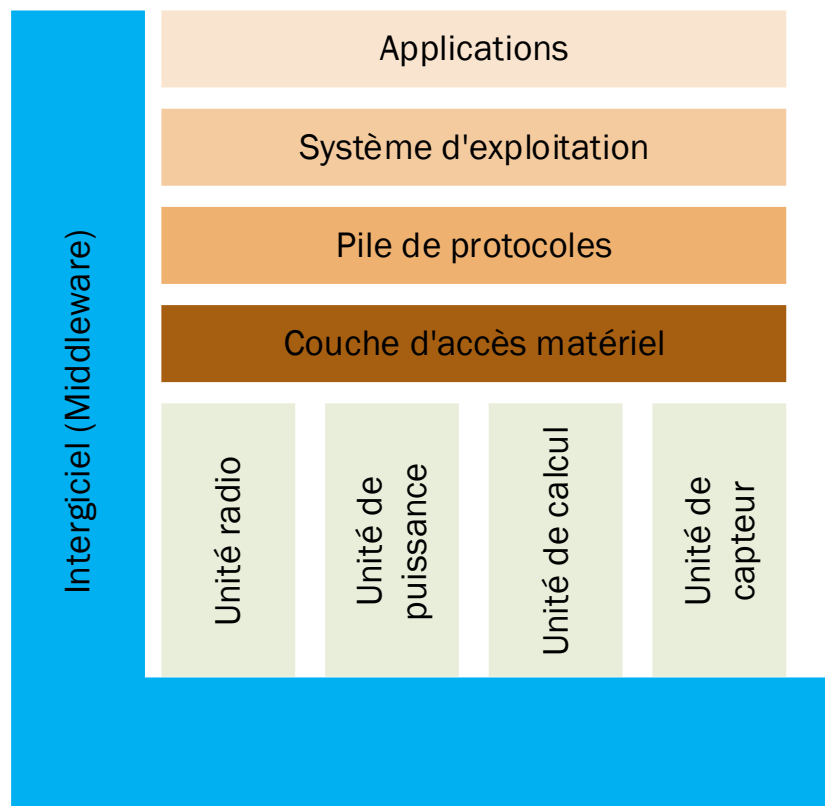 Applications
Système d'exploitation
Pile de protocoles
Couche d'accès matériel
Intergiciel (Middleware)
Unité radio
Unité de
puissance
Unité de calcul
Unité de
capteur